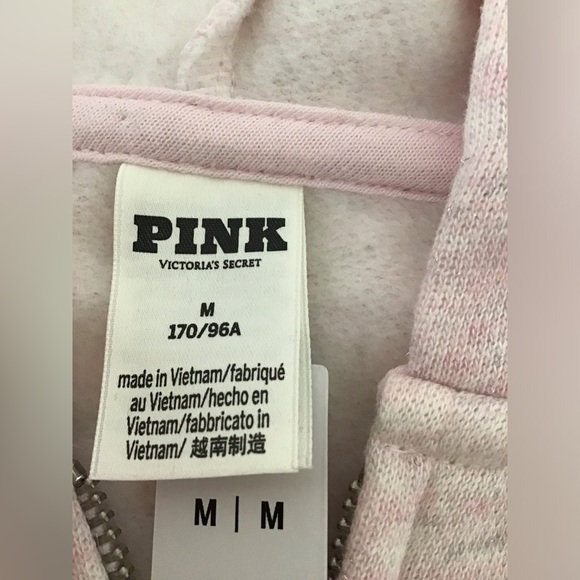 PINK
VICTORIA'S SECRET
M
170/96A
made in Vietnam/fabriqué
au Vietnam/hecho en
Vietnam/fabbricato in
Vietnam/ 越南制造
M | M